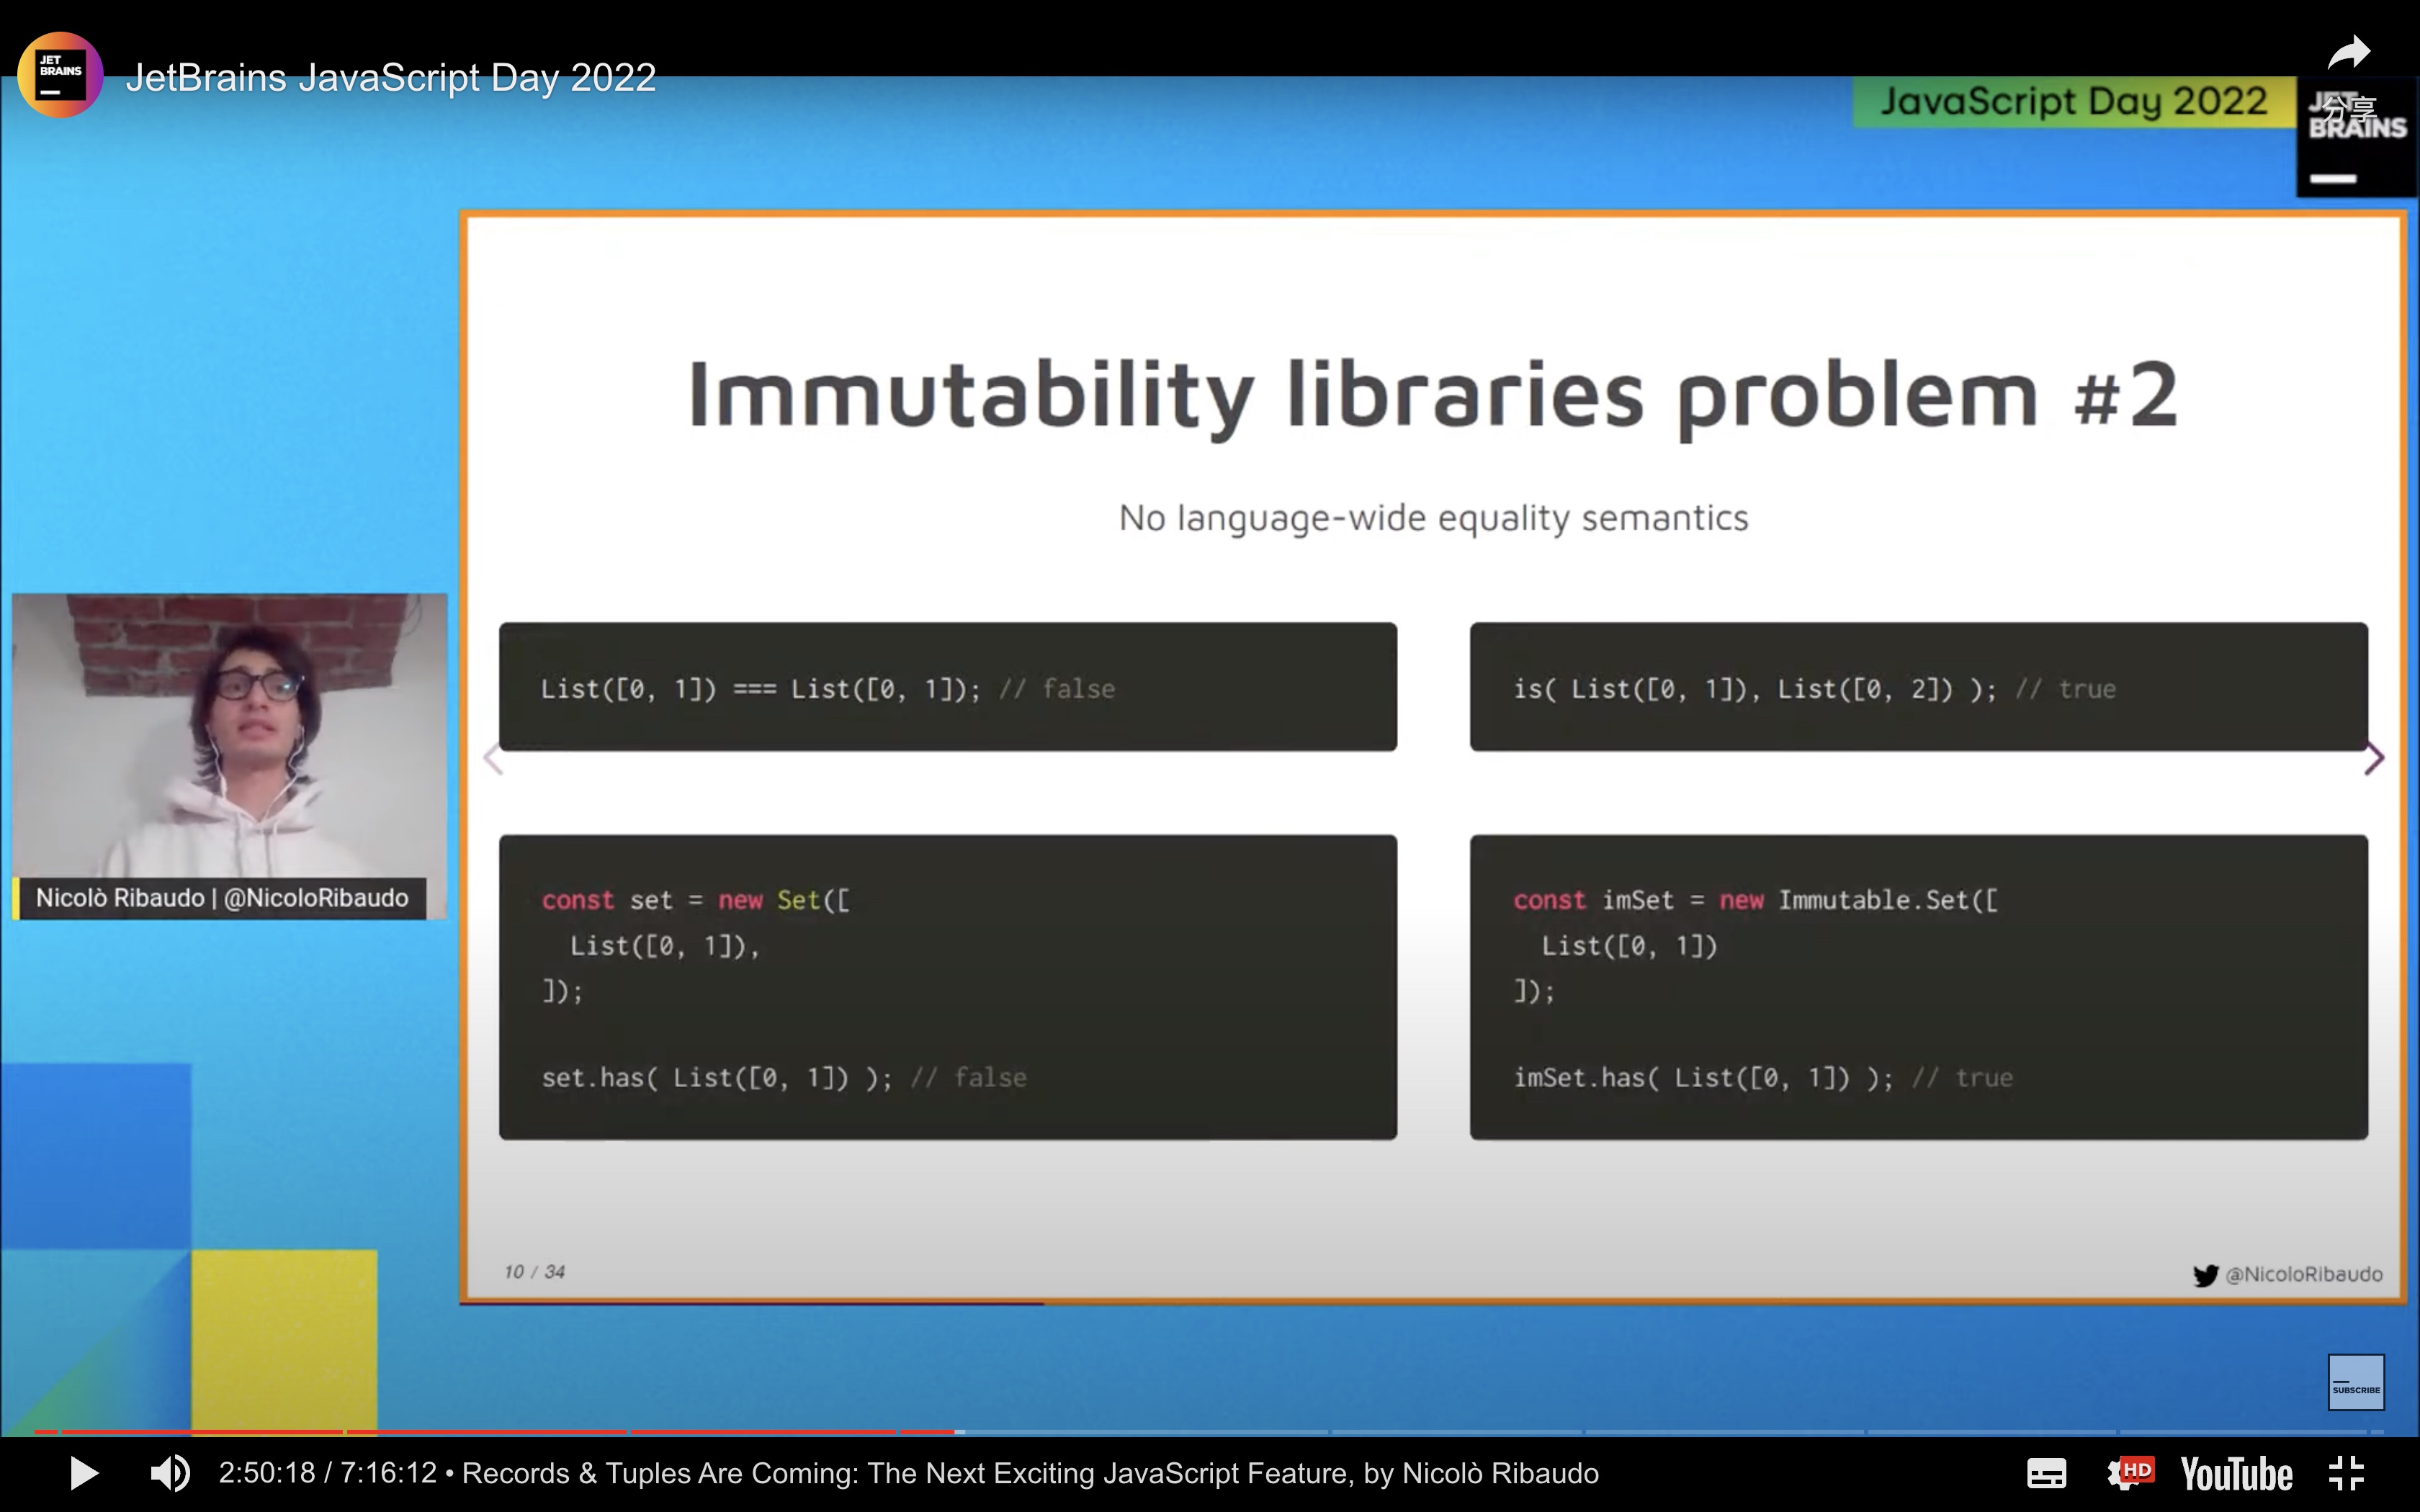 JET
BRAINS
JetBrains JavaScript Day 2022
JavaScript Day 2022
JET
BRAINS
分享
Immutability libraries problem #2
No language-wide equality semantics
List([0, 1]) === List([0, 1]); // false
is( List([0, 1]), List([0, 2]) ); // true
const set = new Set([
List([0, 1]),
]);
set.has( List([0, 1]) ); // false
const imSet = new Immutable.Set([
List([0, 1])
]);
imSet.has( List([0, 1]) ); // true
Nicolò Ribaudo | @NicoloRibaudo
10 / 34
@NicoloRibaudo
SUBSCRIBE
2:50:18 / 7:16:12 • Records & Tuples Are Coming: The Next Exciting JavaScript Feature, by Nicolò Ribaudo
HD
YouTube